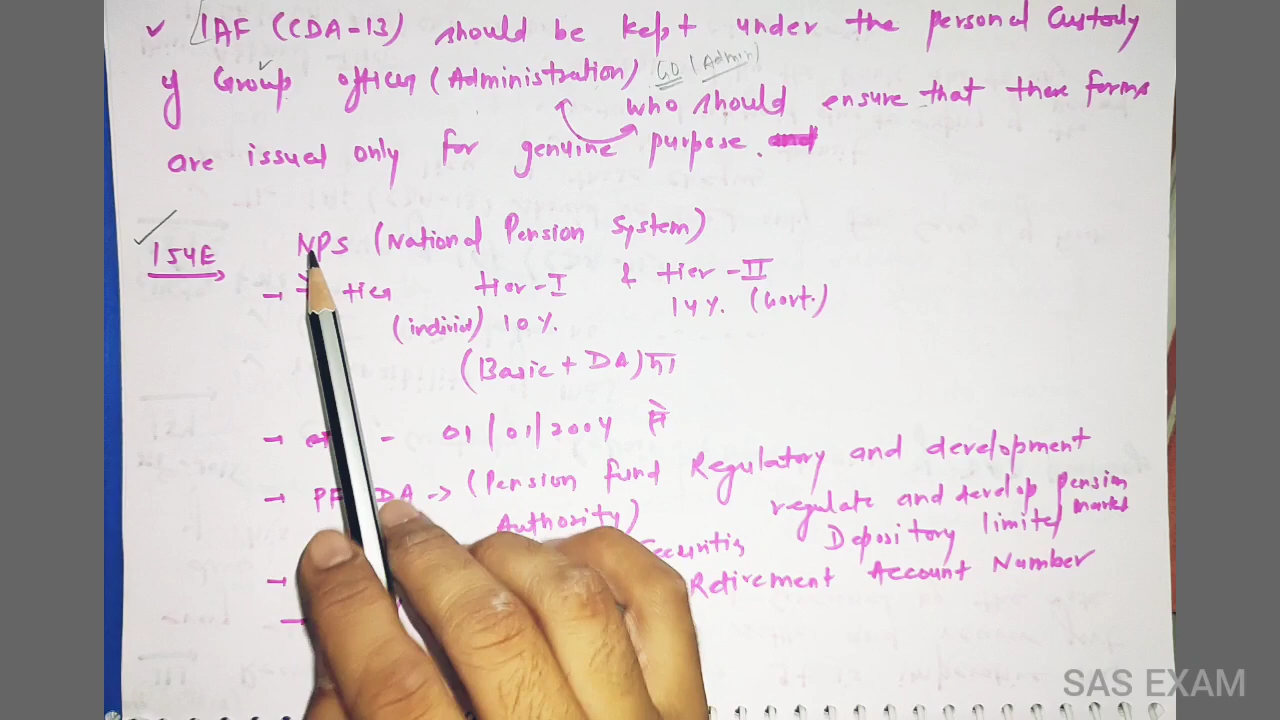 IAF (CDA-13) should be kept under the personal Custody
of Group officer (Administration) GO (Admin)
who should ensure that these forms
are issued only for genuine purpose. and
154E NPS (National Pension System)
→ tier tier-I & tier-II
(individ) 10%. 14%. (Govt.)
(Basic + DA) का
→ - 01/01/2004 से
→ PF DA → (Pension fund Regulatory and development
Authority) regulate and develop pension
market
→ Securities Depository limited
Retirement Account Number
→
SAS EXAM